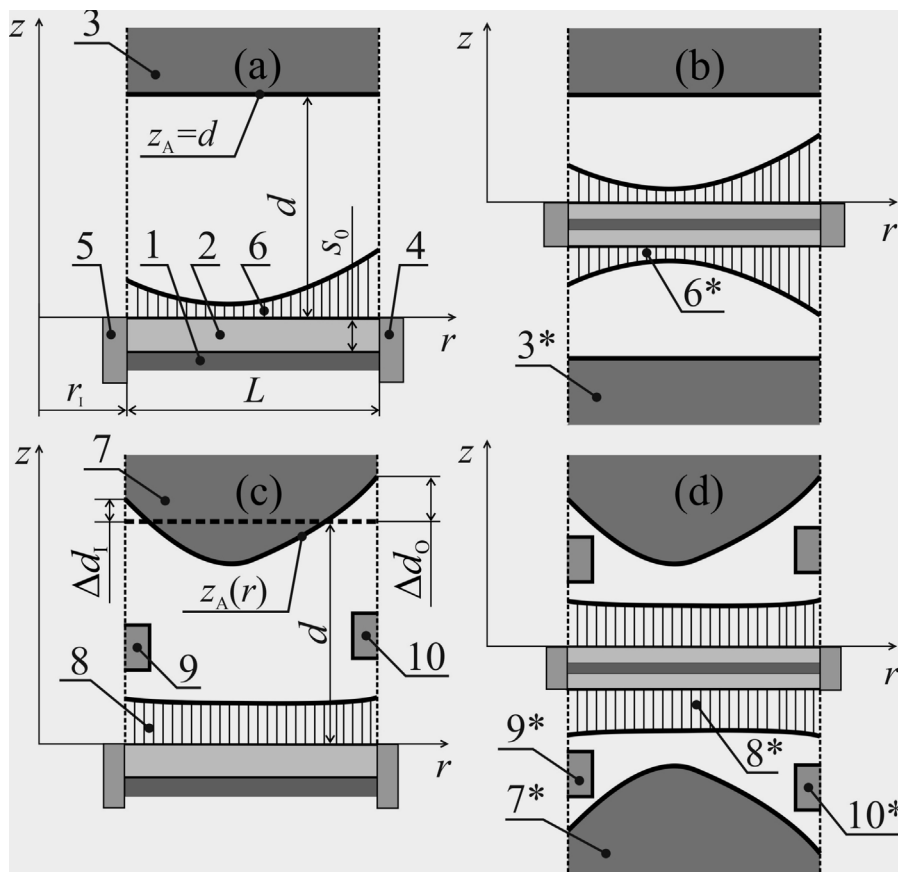 z
3
(a)
z_A=d
d
s_0
5
1
2
6
4
r
r_I
L
z
(b)
r
6*
3*
z
7
(c)
Δd_I
Δd_O
z_A(r)
d
8
9
10
r
z
(d)
r
9*
8*
7*
10*